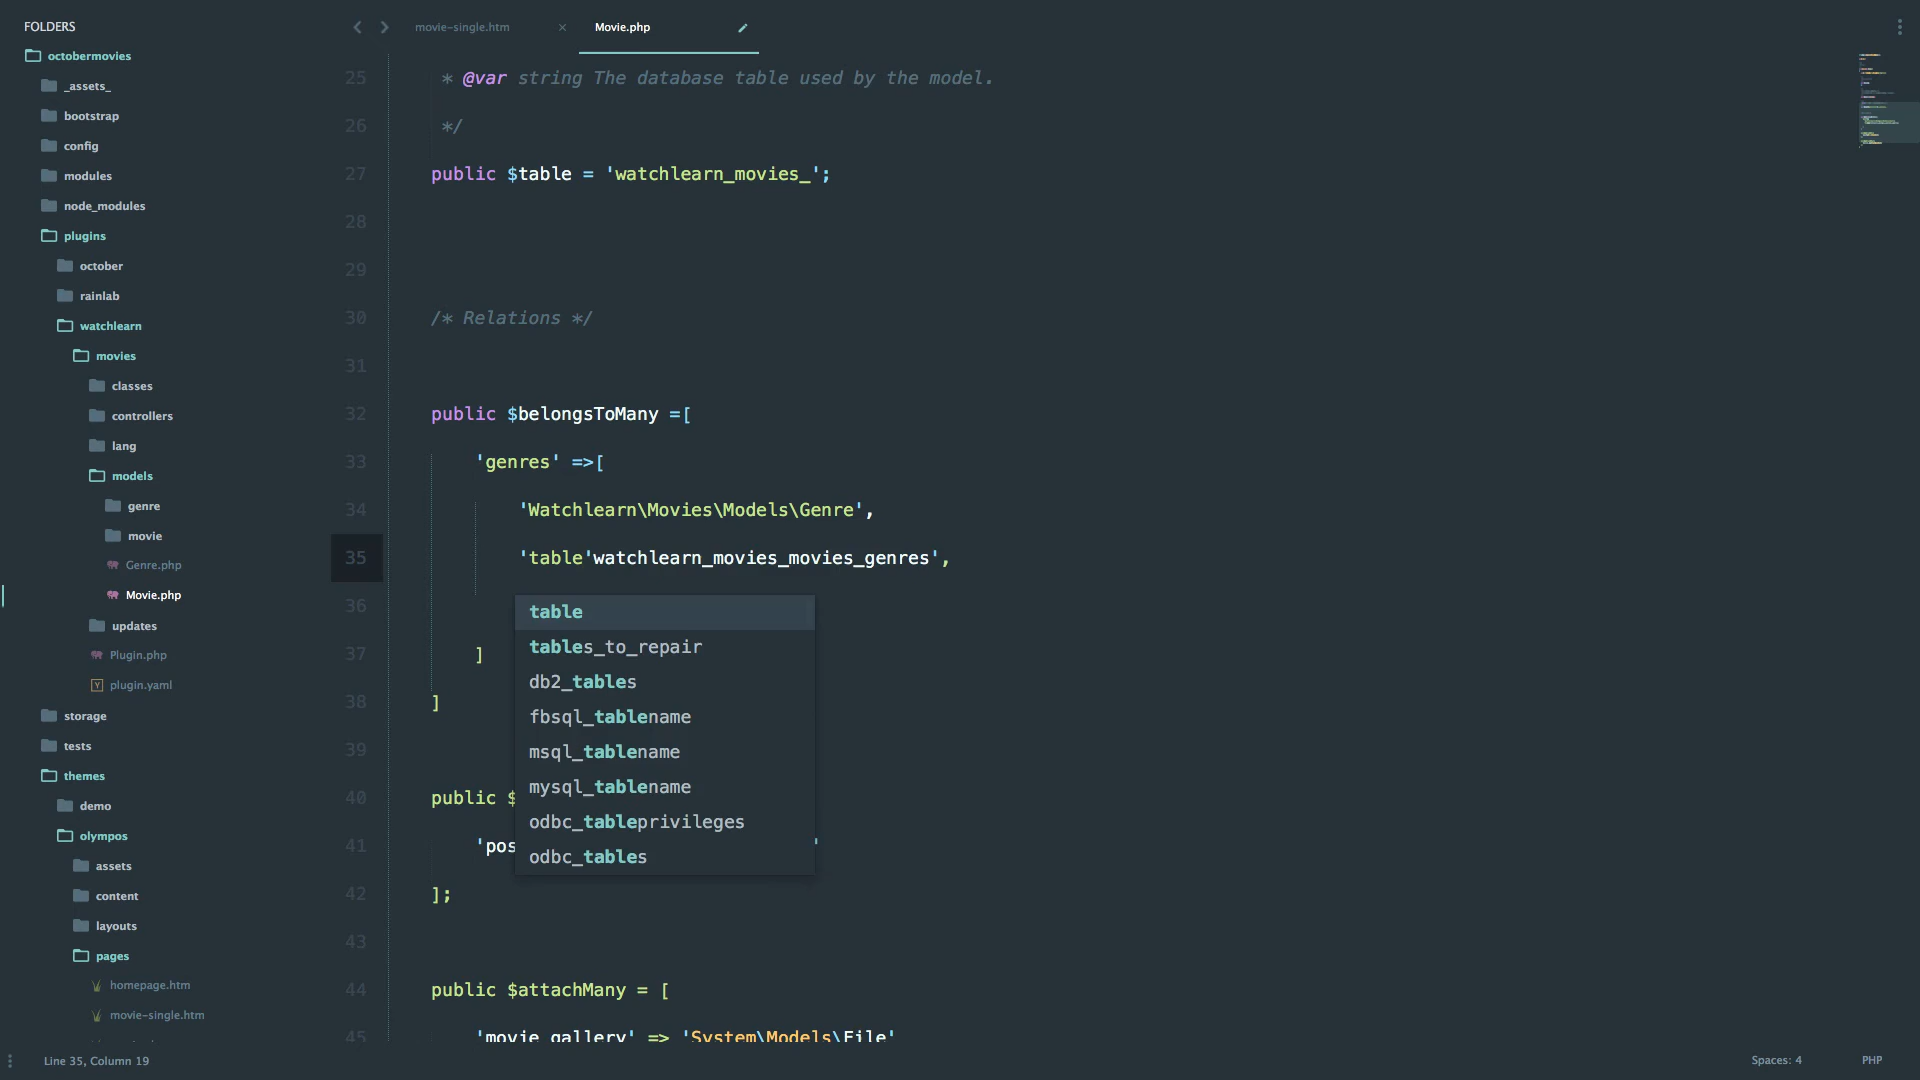 FOLDERS
octobermovies
_assets_
bootstrap
config
modules
node_modules
plugins
october
rainlab
watchlearn
movies
classes
controllers
lang
models
genre
movie
Genre.php
Movie.php
updates
Plugin.php
plugin.yaml
storage
tests
themes
demo
olympos
assets
content
layouts
pages
homepage.htm
movie-single.htm
movie-single.htm
Movie.php
25 * @var string The database table used by the model.
26 */
27 public $table = 'watchlearn_movies_';
28
29
30 /* Relations */
31
32 public $belongsToMany =[
33 'genres' =>[
34 'Watchlearn\Movies\Models\Genre',
35 'table'watchlearn_movies_movies_genres',
36
37 ]
38 ]
39
40 public $
41 'pos '
42 ];
43
44 public $attachMany = [
45 'movie_gallery' => 'System\Models\File'
table
tables_to_repair
db2_tables
fbsql_tablename
msql_tablename
mysql_tablename
odbc_tableprivileges
odbc_tables
Line 35, Column 19
Spaces: 4
PHP